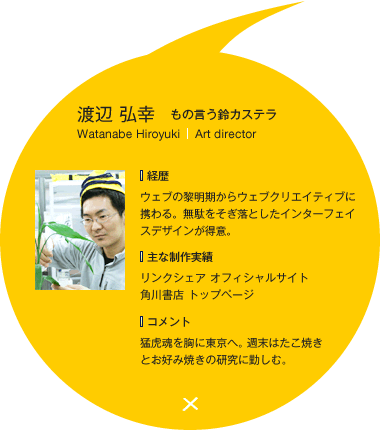 渡辺 弘幸　もの言う鈴カステラ
Watanabe Hiroyuki | Art director
経歴
ウェブの黎明期からウェブクリエイティブに
携わる。無駄をそぎ落としたインターフェイ
スデザインが得意。
主な制作実績
リンクシェア オフィシャルサイト
角川書店 トップページ
コメント
猛虎魂を胸に東京へ。週末はたこ焼き
とお好み焼きの研究に勤しむ。